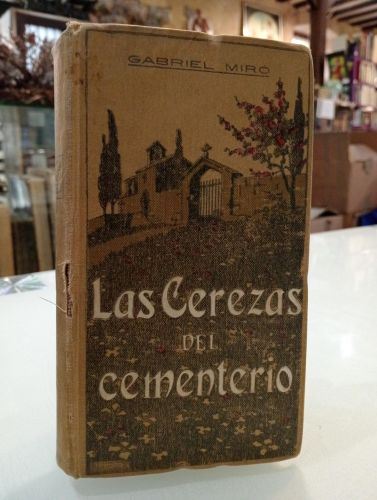 GABRIEL MIRÓ
Las Cerezas
DEL
cementerio